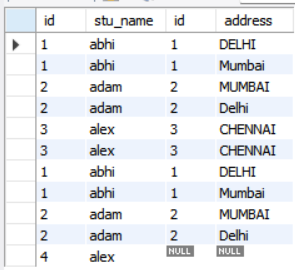 id stu_name id address
1 abhi 1 DELHI
1 abhi 1 Mumbai
2 adam 2 MUMBAI
2 adam 2 Delhi
3 alex 3 CHENNAI
3 alex 3 CHENNAI
1 abhi 1 DELHI
1 abhi 1 Mumbai
2 adam 2 MUMBAI
2 adam 2 Delhi
4 alex NULL NULL